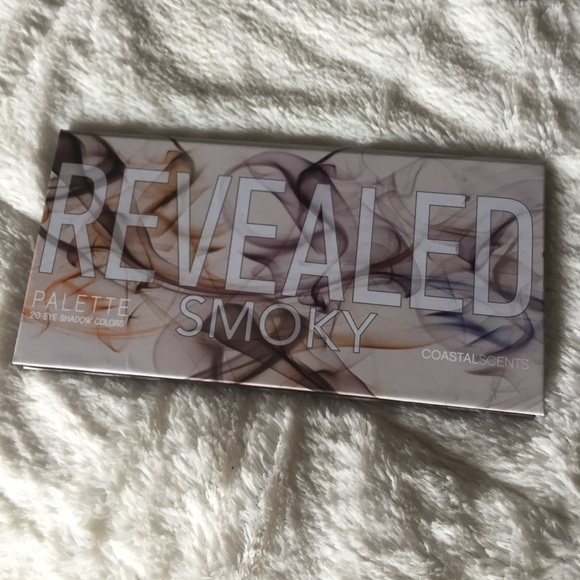 REVEALED
PALETTE
20 EYE SHADOW COLORS
SMOKY
COASTALSCENTS